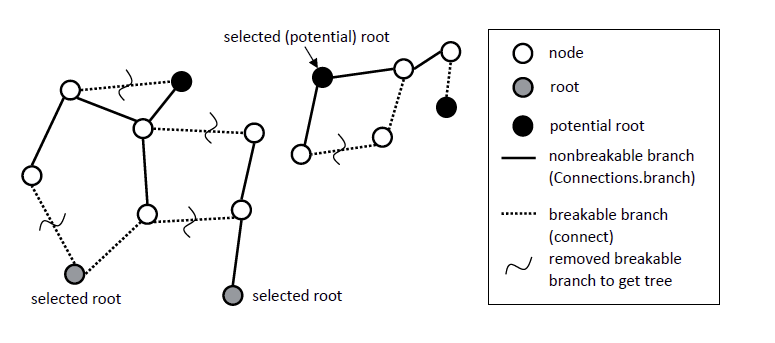 selected (potential) root
selected root
selected root
node
root
potential root
nonbreakable branch
(Connections.branch)
breakable branch
(connect)
removed breakable
branch to get tree